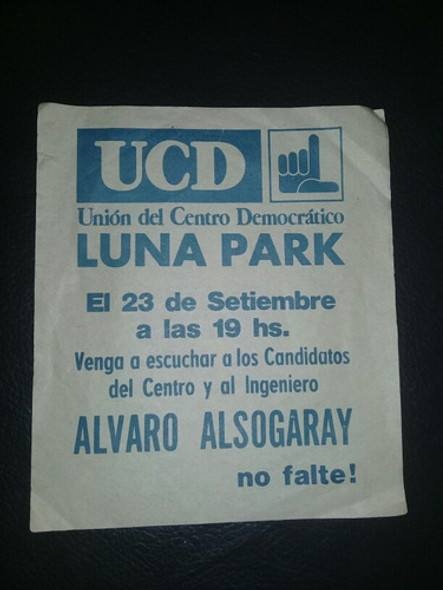 UCD
Unión del Centro Democrático
LUNA PARK
El 23 de Setiembre
a las 19 hs.
Venga a escuchar a los Candidatos
del Centro y al Ingeniero
ALVARO ALSOGARAY
no falte!